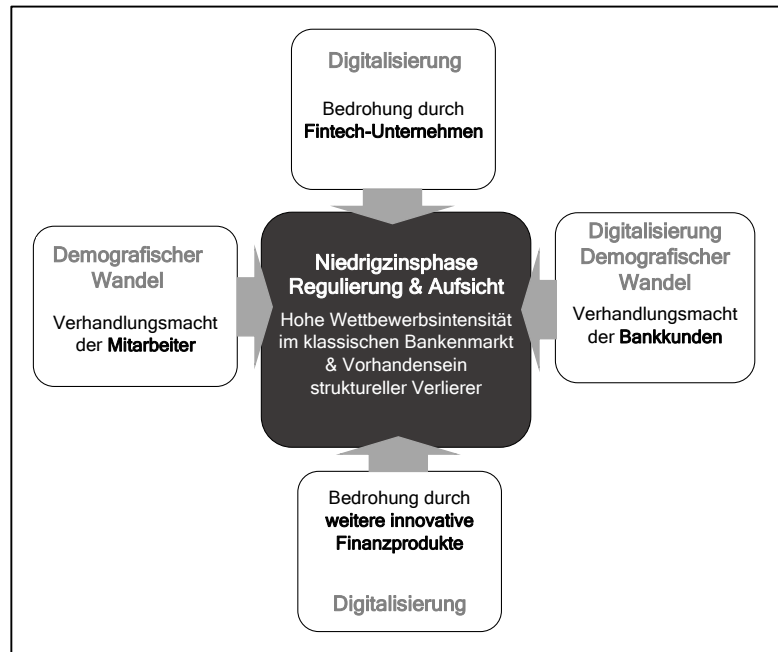 Digitalisierung
Bedrohung durch
Fintech-Unternehmen
Demografischer
Wandel
Verhandlungsmacht
der Mitarbeiter
Niedrigzinsphase
Regulierung & Aufsicht
Hohe Wettbewerbsintensität
im klassischen Bankenmarkt
& Vorhandensein
struktureller Verlierer
Digitalisierung
Demografischer
Wandel
Verhandlungsmacht
der Bankkunden
Bedrohung durch
weitere innovative
Finanzprodukte
Digitalisierung